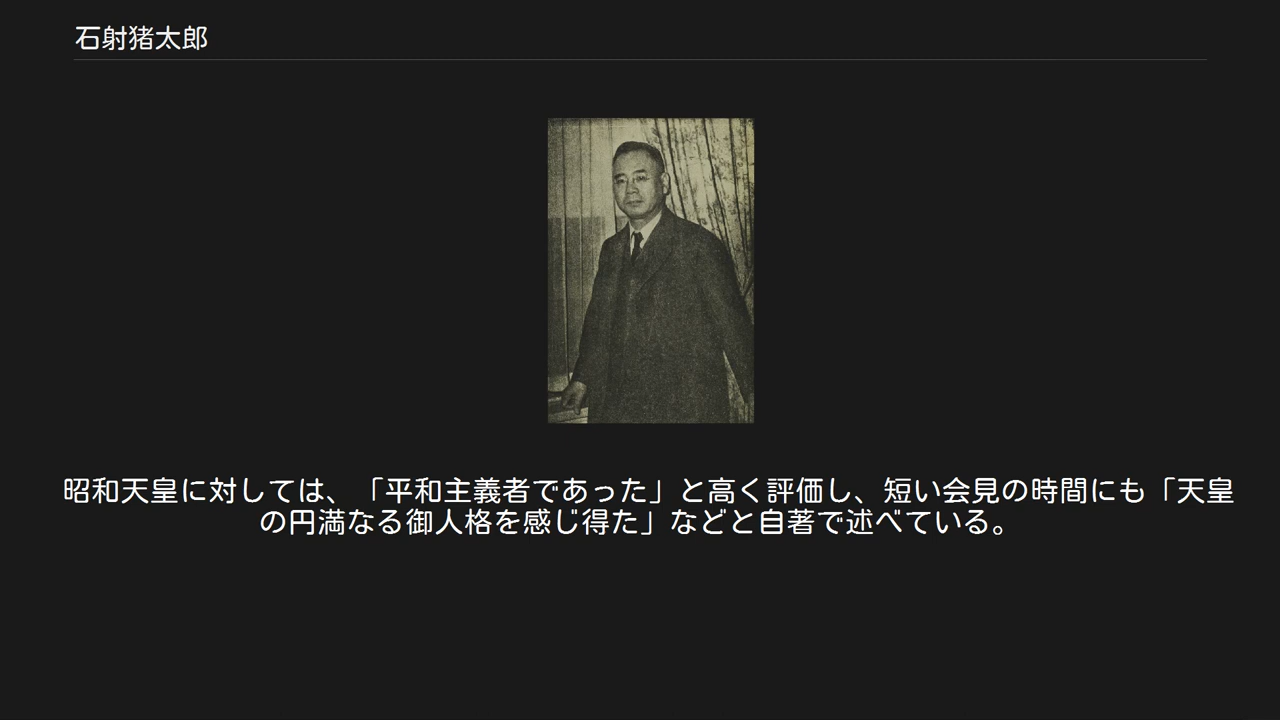 石射猪太郎
昭和天皇に対しては、「平和主義者であった」と高く評価し、短い会見の時間にも「天皇
の円満なる御人格を感じ得た」などと自著で述べている。